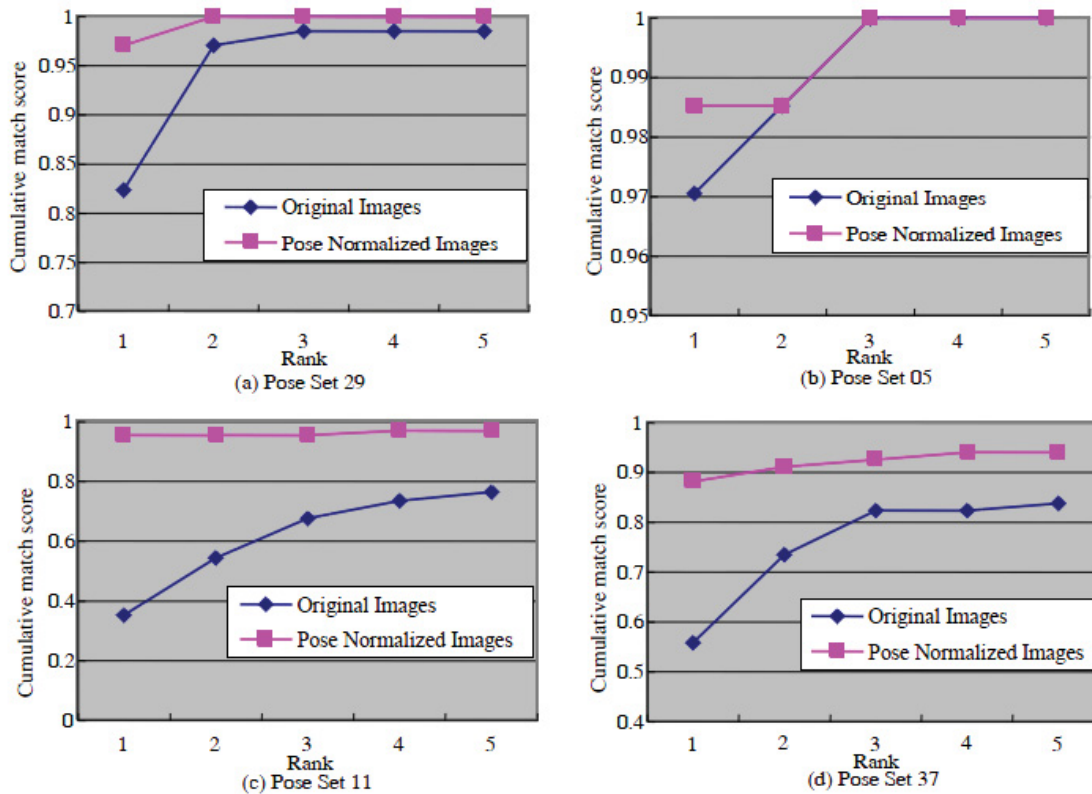 Cumulative match score
1
0.95
0.9
0.85
0.8
0.75
0.7
Original Images
Pose Normalized Images
1 2 3 4 5
Rank
(a) Pose Set 29
Cumulative match score
1
0.99
0.98
0.97
0.96
0.95
Original Images
Pose Normalized Images
1 2 3 4 5
Rank
(b) Pose Set 05
Cumulative match score
1
0.8
0.6
0.4
0.2
0
Original Images
Pose Normalized Images
1 2 3 4 5
Rank
(c) Pose Set 11
Cumulative match score
1
0.9
0.8
0.7
0.6
0.5
0.4
Original Images
Pose Normalized Images
1 2 3 4 5
Rank
(d) Pose Set 37